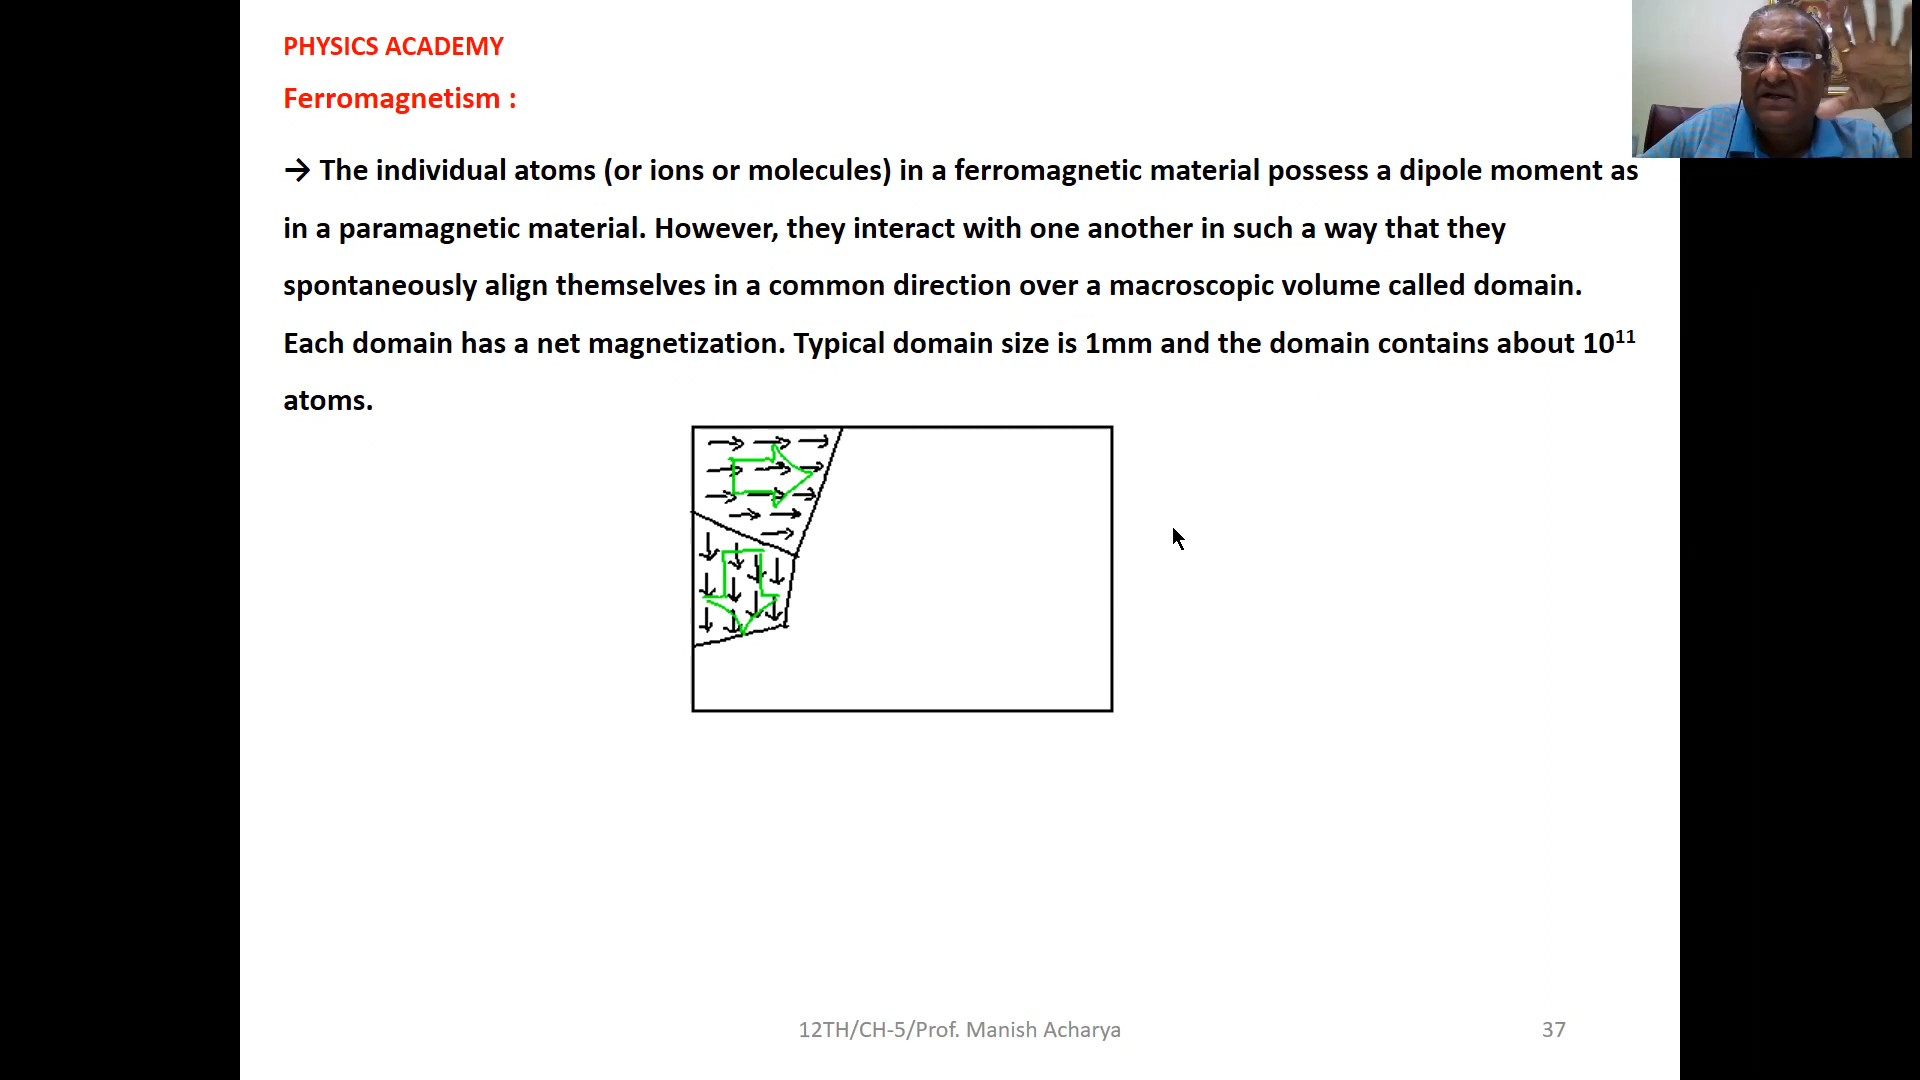 PHYSICS ACADEMY
Ferromagnetism :
→ The individual atoms (or ions or molecules) in a ferromagnetic material possess a dipole moment as
in a paramagnetic material. However, they interact with one another in such a way that they
spontaneously align themselves in a common direction over a macroscopic volume called domain.
Each domain has a net magnetization. Typical domain size is 1mm and the domain contains about 10¹¹
atoms.
12TH/CH-5/Prof. Manish Acharya
37